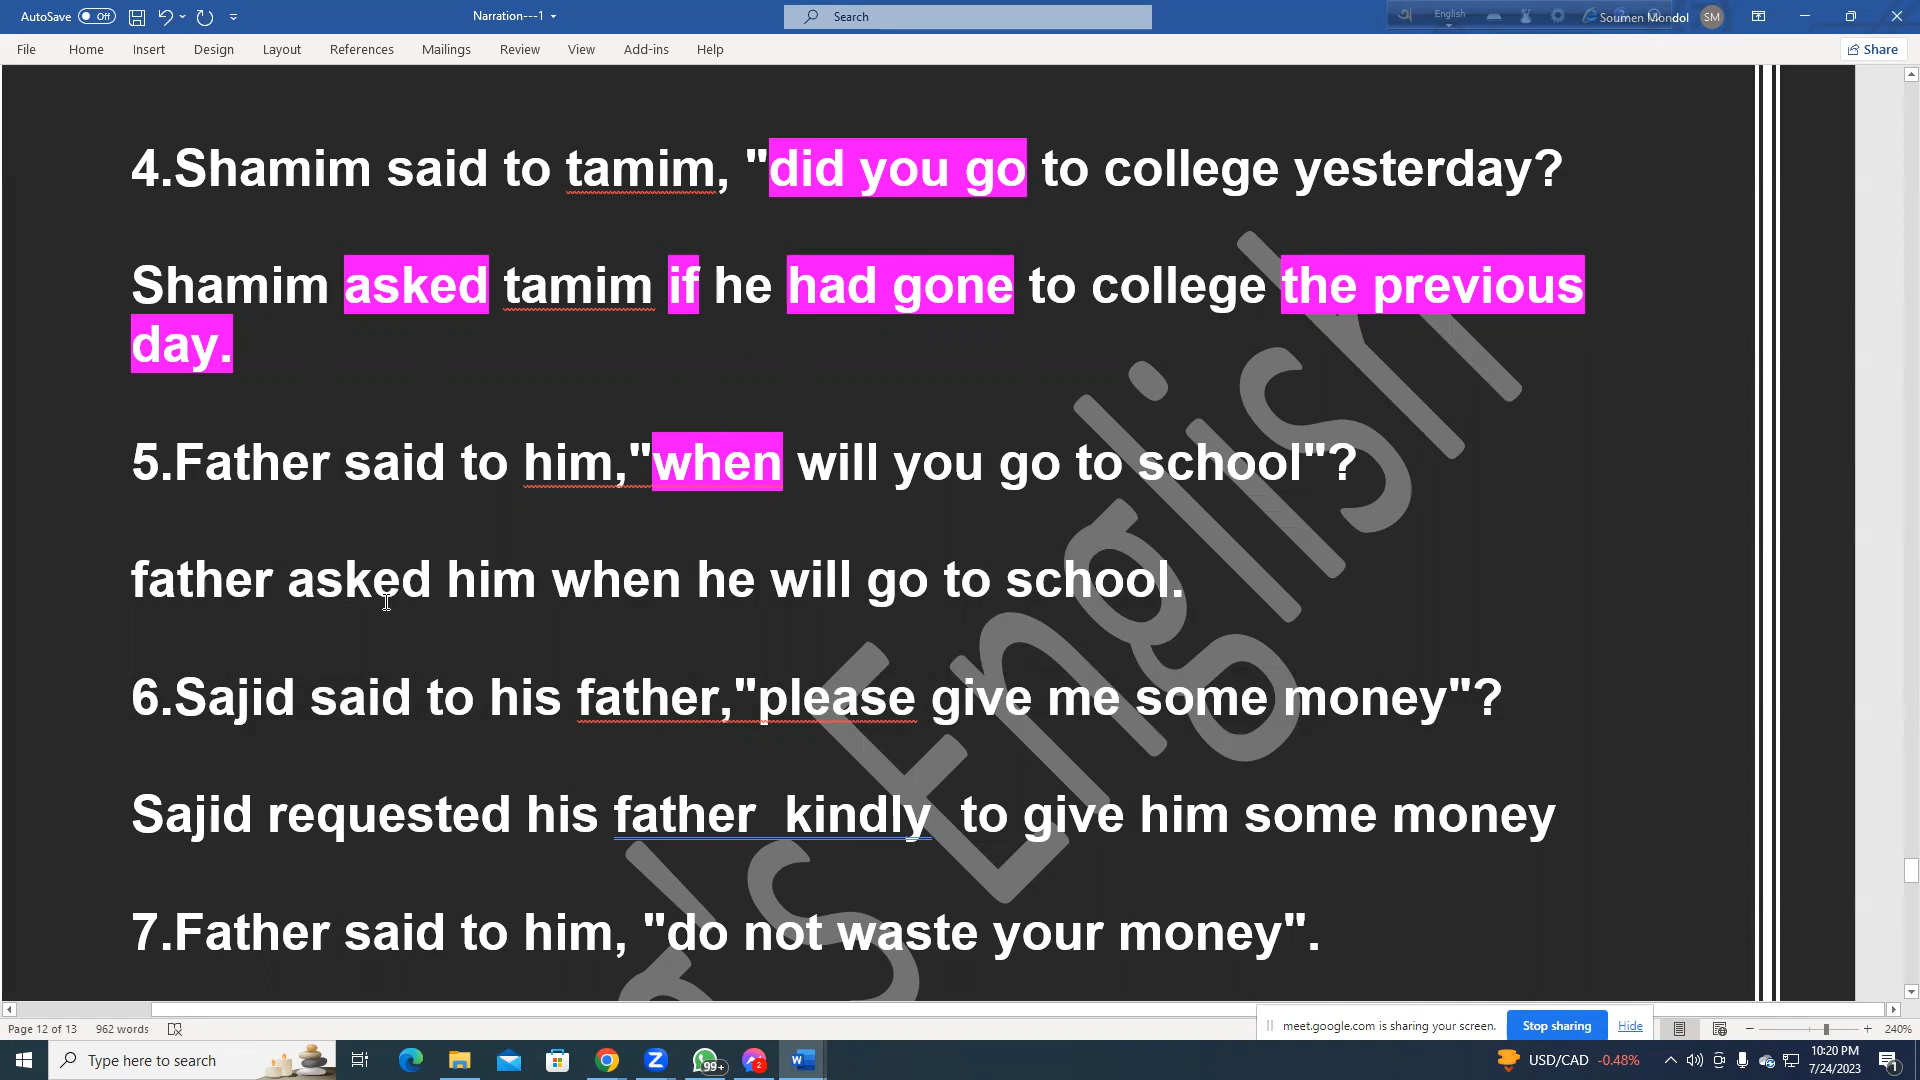 AutoSave Off Narration---1 Search English Soumen Mondol SM
File Home Insert Design Layout References Mailings Review View Add-ins Help Share
4.Shamim said to tamim, "did you go to college yesterday?
Shamim asked tamim if he had gone to college the previous
day.
5.Father said to him,"when will you go to school"?
father asked him when he will go to school.
6.Sajid said to his father,"please give me some money"?
Sajid requested his father  kindly  to give him some money
7.Father said to him, "do not waste your money".
's English
meet.google.com is sharing your screen. Stop sharing Hide
Page 12 of 13 962 words 240%
Type here to search 99+ 2 USD/CAD -0.48% 10:20 PM
7/24/2023 1